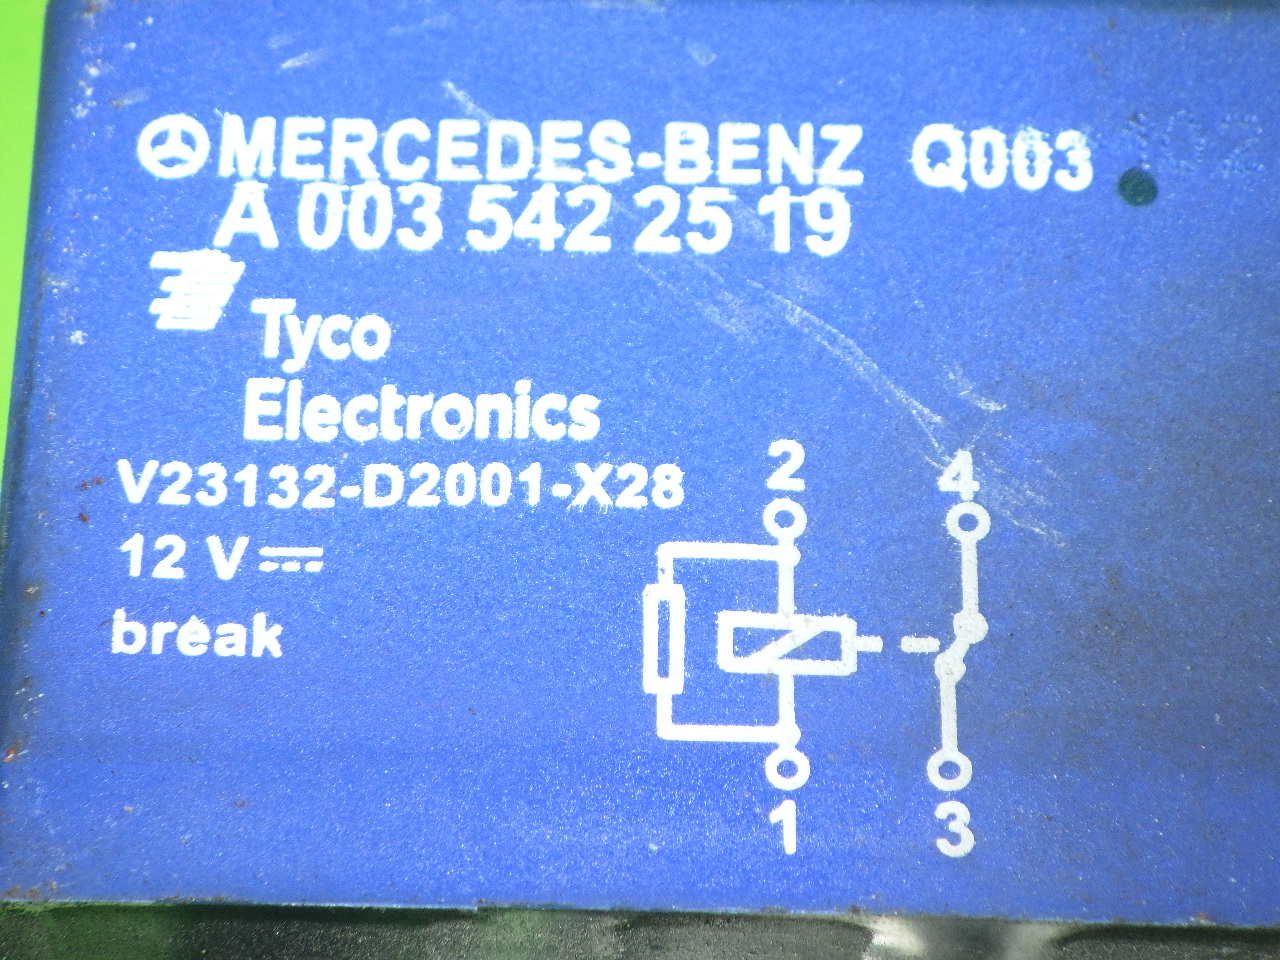 MERCEDES-BENZ Q003
A 003 542 25 19
Tyco
Electronics
V23132-D2001-X28
12 V
break
2 4
1 3